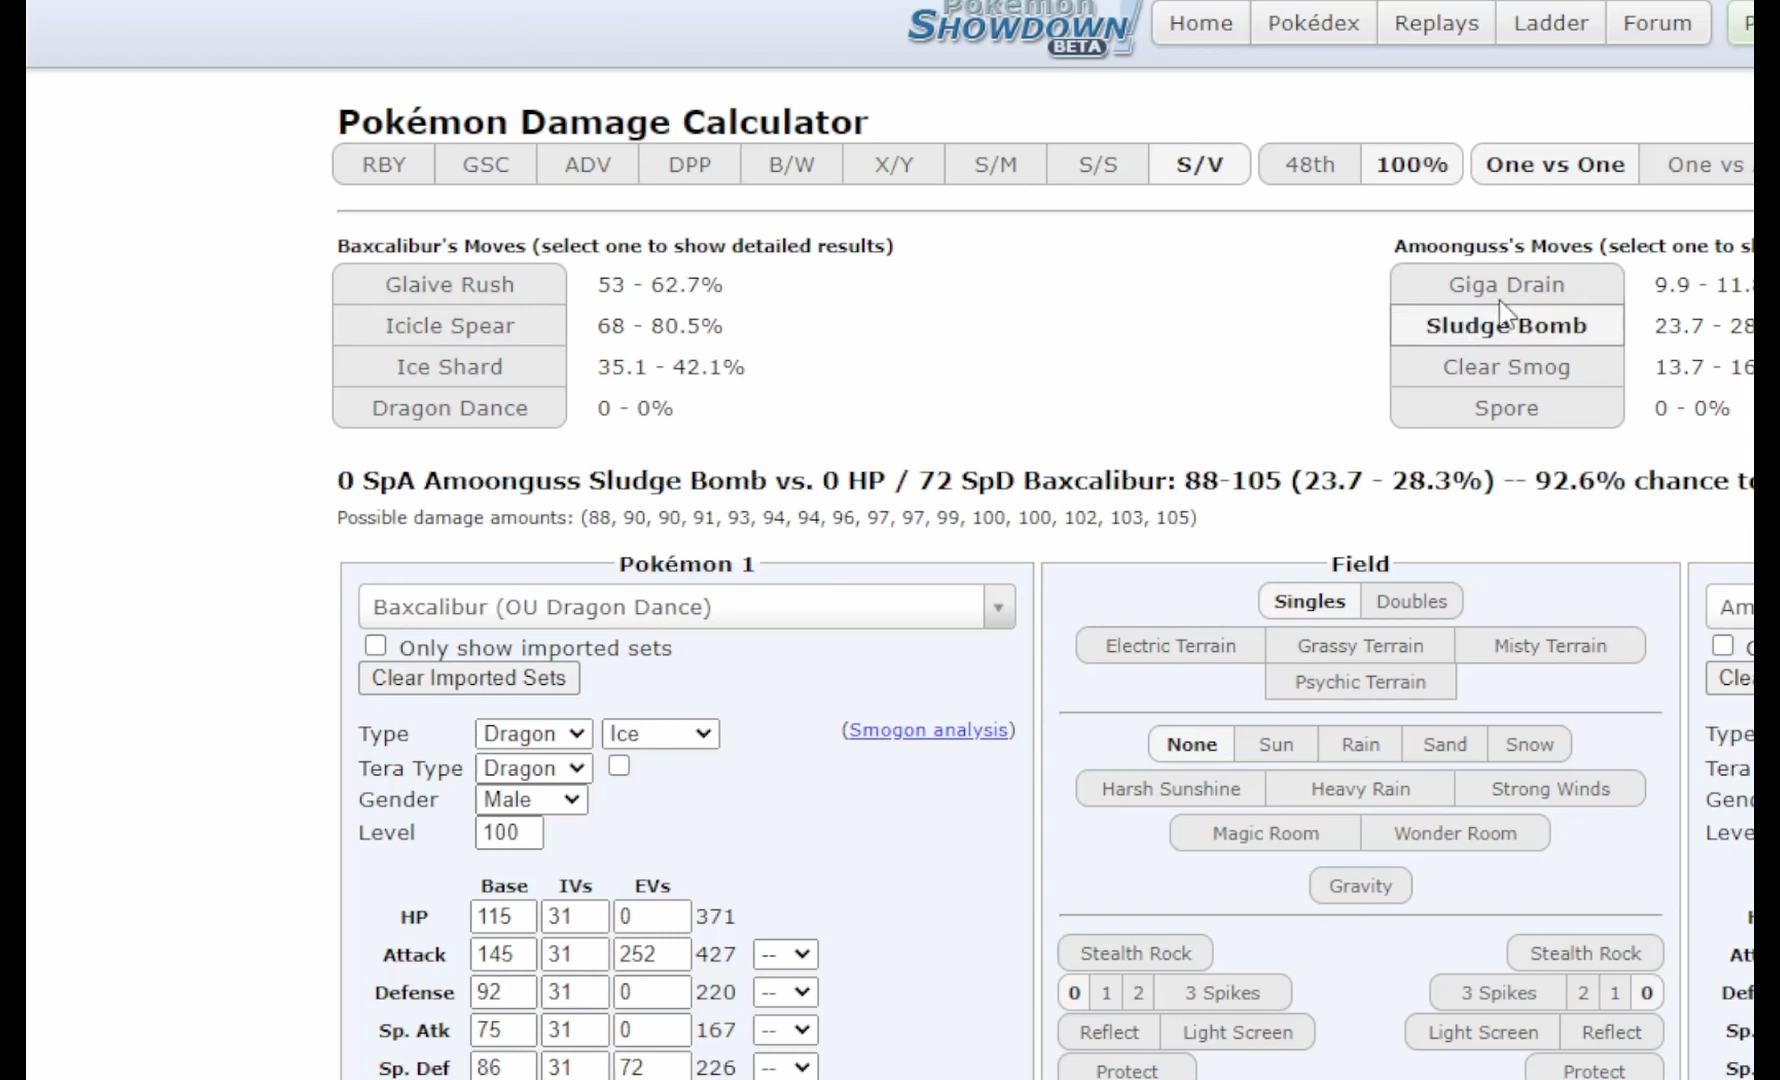 Pokémon
SHOWDOWN!
BETA
Home Pokédex Replays Ladder Forum
Pokémon Damage Calculator
RBY GSC ADV DPP B/W X/Y S/M S/S S/V 48th 100% One vs One One vs
Baxcalibur's Moves (select one to show detailed results)
Glaive Rush 53 - 62.7%
Icicle Spear 68 - 80.5%
Ice Shard 35.1 - 42.1%
Dragon Dance 0 - 0%
Amoonguss's Moves (select one to
Giga Drain 9.9 - 11.
Sludge Bomb 23.7 - 28
Clear Smog 13.7 - 16
Spore 0 - 0%
0 SpA Amoonguss Sludge Bomb vs. 0 HP / 72 SpD Baxcalibur: 88-105 (23.7 - 28.3%) -- 92.6% chance to
Possible damage amounts: (88, 90, 90, 91, 93, 94, 94, 96, 97, 97, 99, 100, 100, 102, 103, 105)
Pokémon 1
Baxcalibur (OU Dragon Dance)
Only show imported sets
Clear Imported Sets
Type Dragon Ice (Smogon analysis)
Tera Type Dragon
Gender Male
Level 100
Base IVs EVs
HP 115 31 0 371
Attack 145 31 252 427 --
Defense 92 31 0 220 --
Sp. Atk 75 31 0 167 --
Sp. Def 86 31 72 226 --
Field
Singles Doubles
Electric Terrain Grassy Terrain Misty Terrain
Psychic Terrain
None Sun Rain Sand Snow
Harsh Sunshine Heavy Rain Strong Winds
Magic Room Wonder Room
Gravity
Stealth Rock Stealth Rock
0 1 2 3 Spikes 3 Spikes 2 1 0
Reflect Light Screen Light Screen Reflect
Protect Protect
Am
Cle
Type
Tera
Gen
Leve
H
Att
Def
Sp.
Sp.